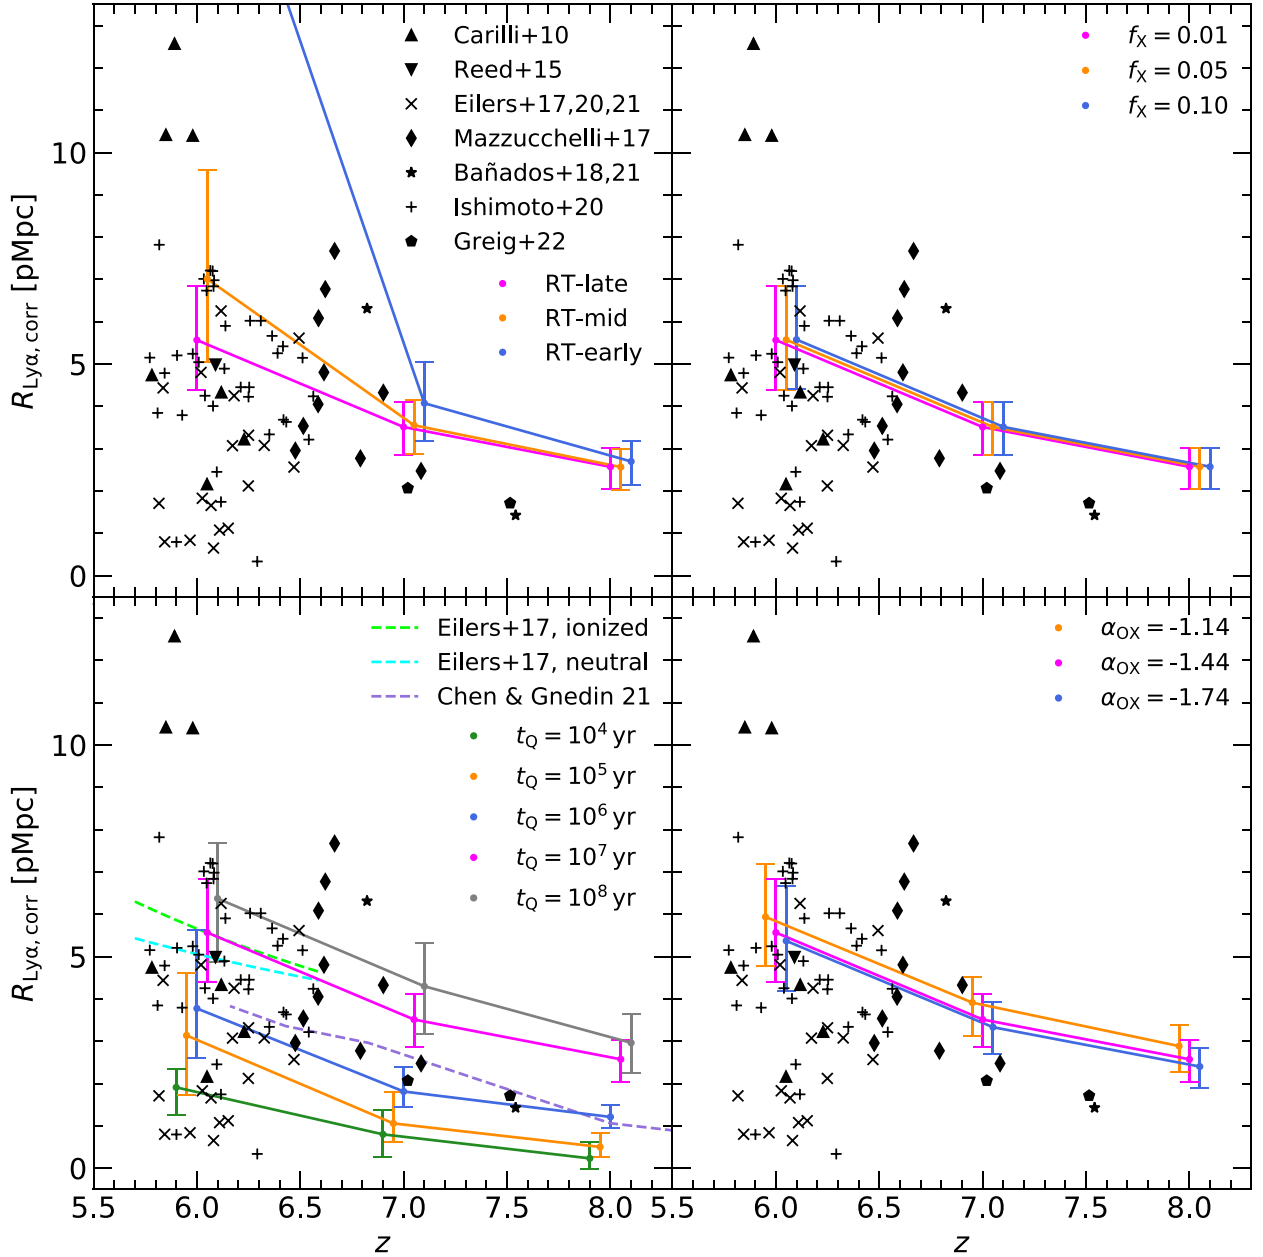 Carilli+10
Reed+15
Eilers+17,20,21
Mazzucchelli+17
Bañados+18,21
Ishimoto+20
Greig+22
RT-late
RT-mid
RT-early
10
5
0
R_Lyα, corr [pMpc]
f_X = 0.01
f_X = 0.05
f_X = 0.10
Eilers+17, ionized
Eilers+17, neutral
Chen & Gnedin 21
t_Q = 10^4 yr
t_Q = 10^5 yr
t_Q = 10^6 yr
t_Q = 10^7 yr
t_Q = 10^8 yr
10
5
0
R_Lyα, corr [pMpc]
5.5 6.0 6.5 7.0 7.5 8.0
z
α_OX = -1.14
α_OX = -1.44
α_OX = -1.74
5.5 6.0 6.5 7.0 7.5 8.0
z